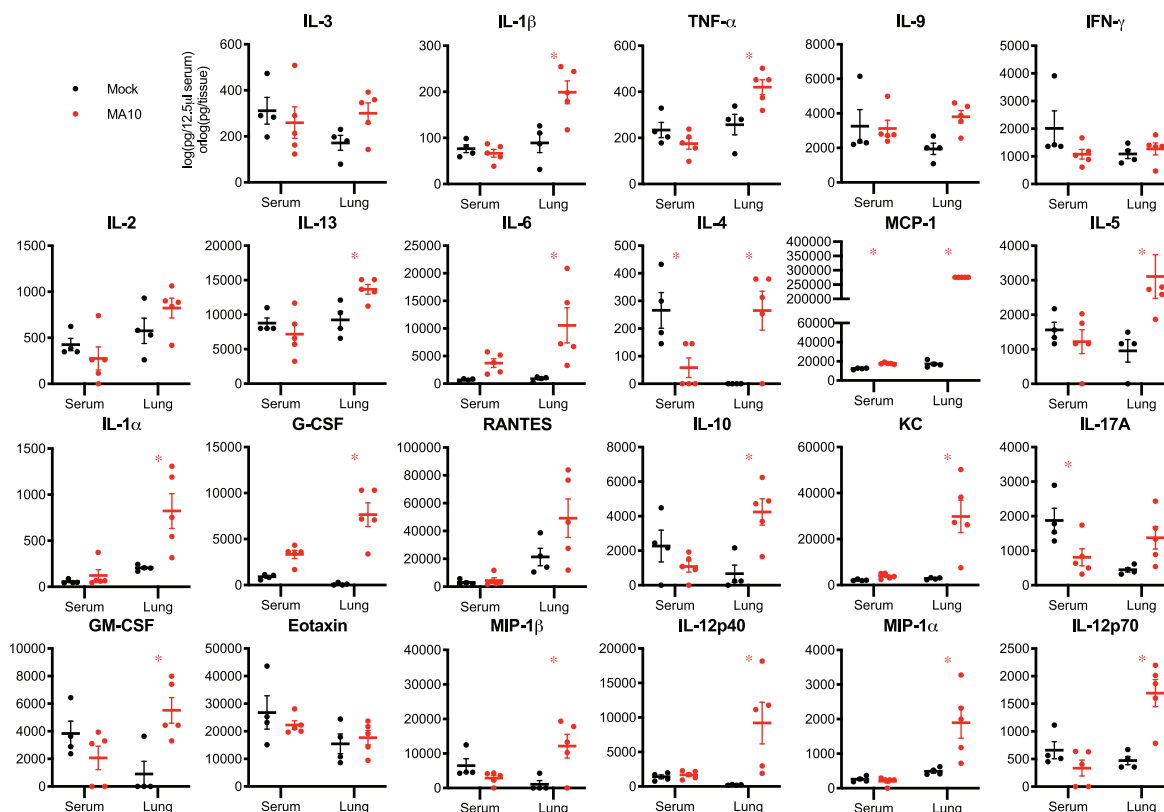 IL-3 IL-1β TNF-α IL-9 IFN-γ
Mock
MA10
log(pg/12.5µl serum)
orlog(pg/tissue)
600 300 600 8000 5000
400 200 400 6000 4000
200 100 200 4000 3000
0 0 0 2000 2000
0 1000
0
* *
Serum Lung Serum Lung Serum Lung Serum Lung Serum Lung
IL-2 IL-13 IL-6 IL-4 MCP-1 IL-5
1500 20000 25000 500 400000 4000
1000 15000 20000 400 350000 3000
500 10000 15000 300 300000 2000
0 5000 10000 200 250000 1000
0 5000 100 200000 0
0 0 60000
40000
20000
0
* * * * * * *
Serum Lung Serum Lung Serum Lung Serum Lung Serum Lung Serum Lung
IL-1α G-CSF RANTES IL-10 KC IL-17A
1500 15000 100000 8000 60000 4000
1000 10000 80000 6000 40000 3000
500 5000 60000 4000 20000 2000
0 0 40000 2000 0 1000
20000 0 0
0
* * * * *
Serum Lung Serum Lung Serum Lung Serum Lung Serum Lung Serum Lung
GM-CSF Eotaxin MIP-1β IL-12p40 MIP-1α IL-12p70
10000 50000 30000 20000 4000 2500
8000 40000 20000 15000 3000 2000
6000 30000 10000 10000 2000 1500
4000 20000 0 5000 1000 1000
2000 10000 0 0 500
0 0 0
* * * * *
Serum Lung Serum Lung Serum Lung Serum Lung Serum Lung Serum Lung